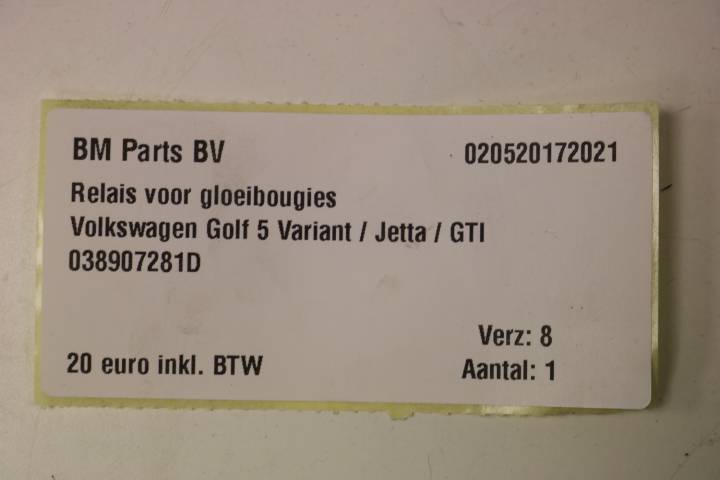 BM Parts BV 020520172021
Relais voor gloeibougies
Volkswagen Golf 5 Variant / Jetta / GTI
038907281D
Verz: 8
20 euro inkl. BTW Aantal: 1